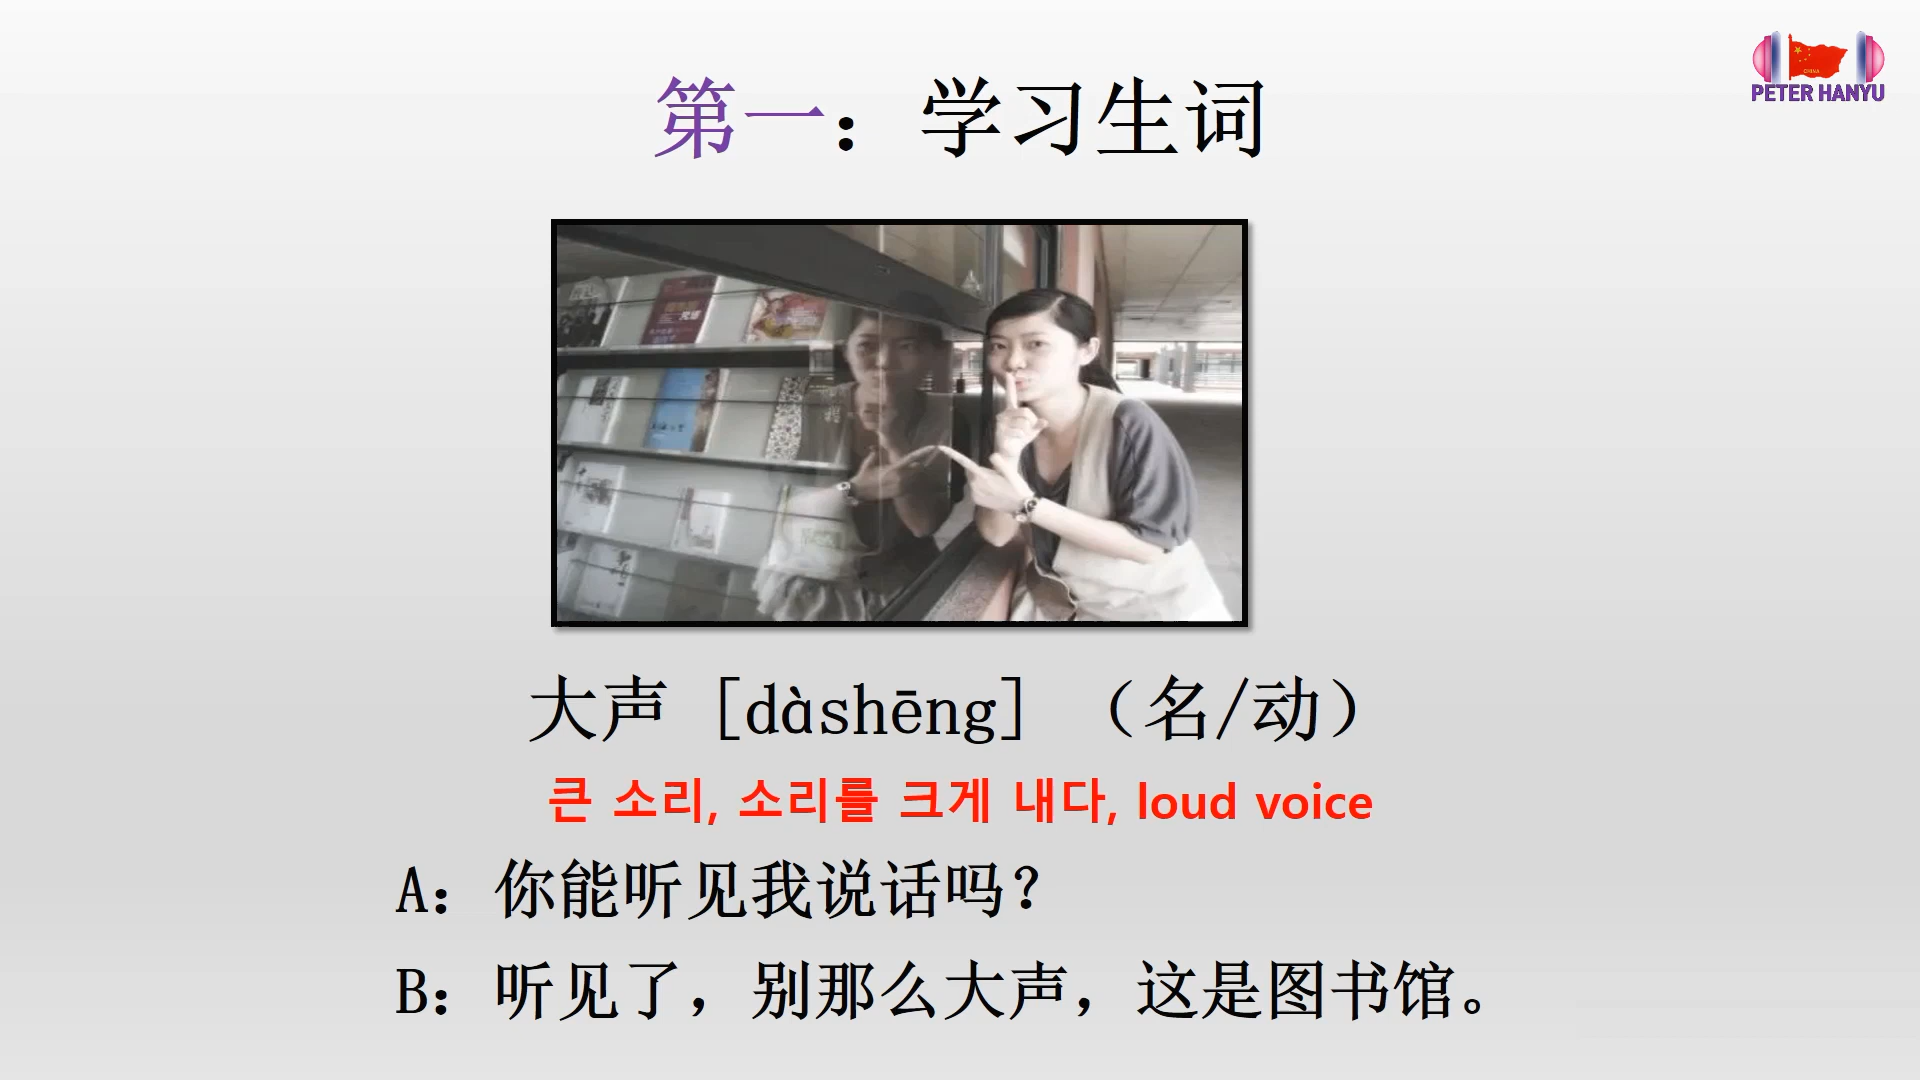 PETER HANYU
第一：学习生词
大声 [dàshēng] （名/动）
큰 소리, 소리를 크게 내다, loud voice
A：你能听见我说话吗？
B：听见了，别那么大声，这是图书馆。